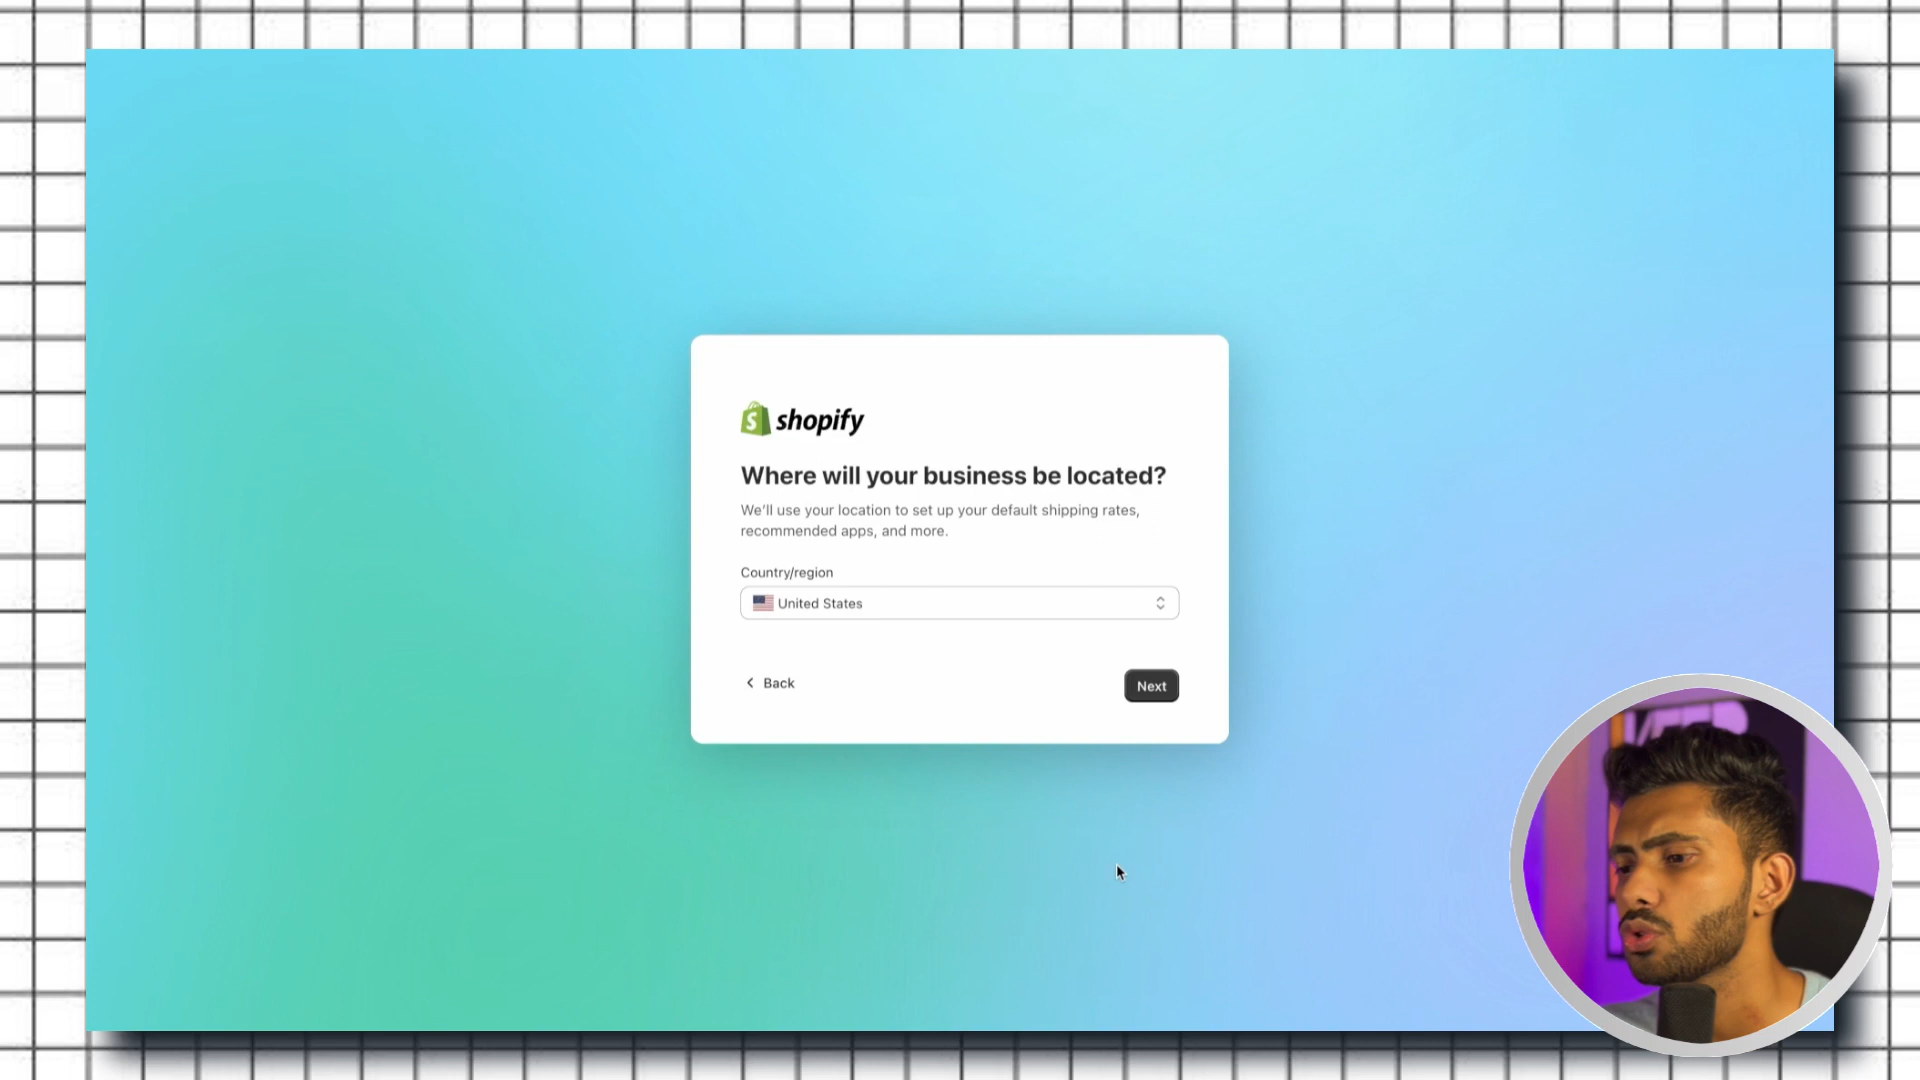 shopify
Where will your business be located?
We'll use your location to set up your default shipping rates,
recommended apps, and more.
Country/region
United States
Back
Next